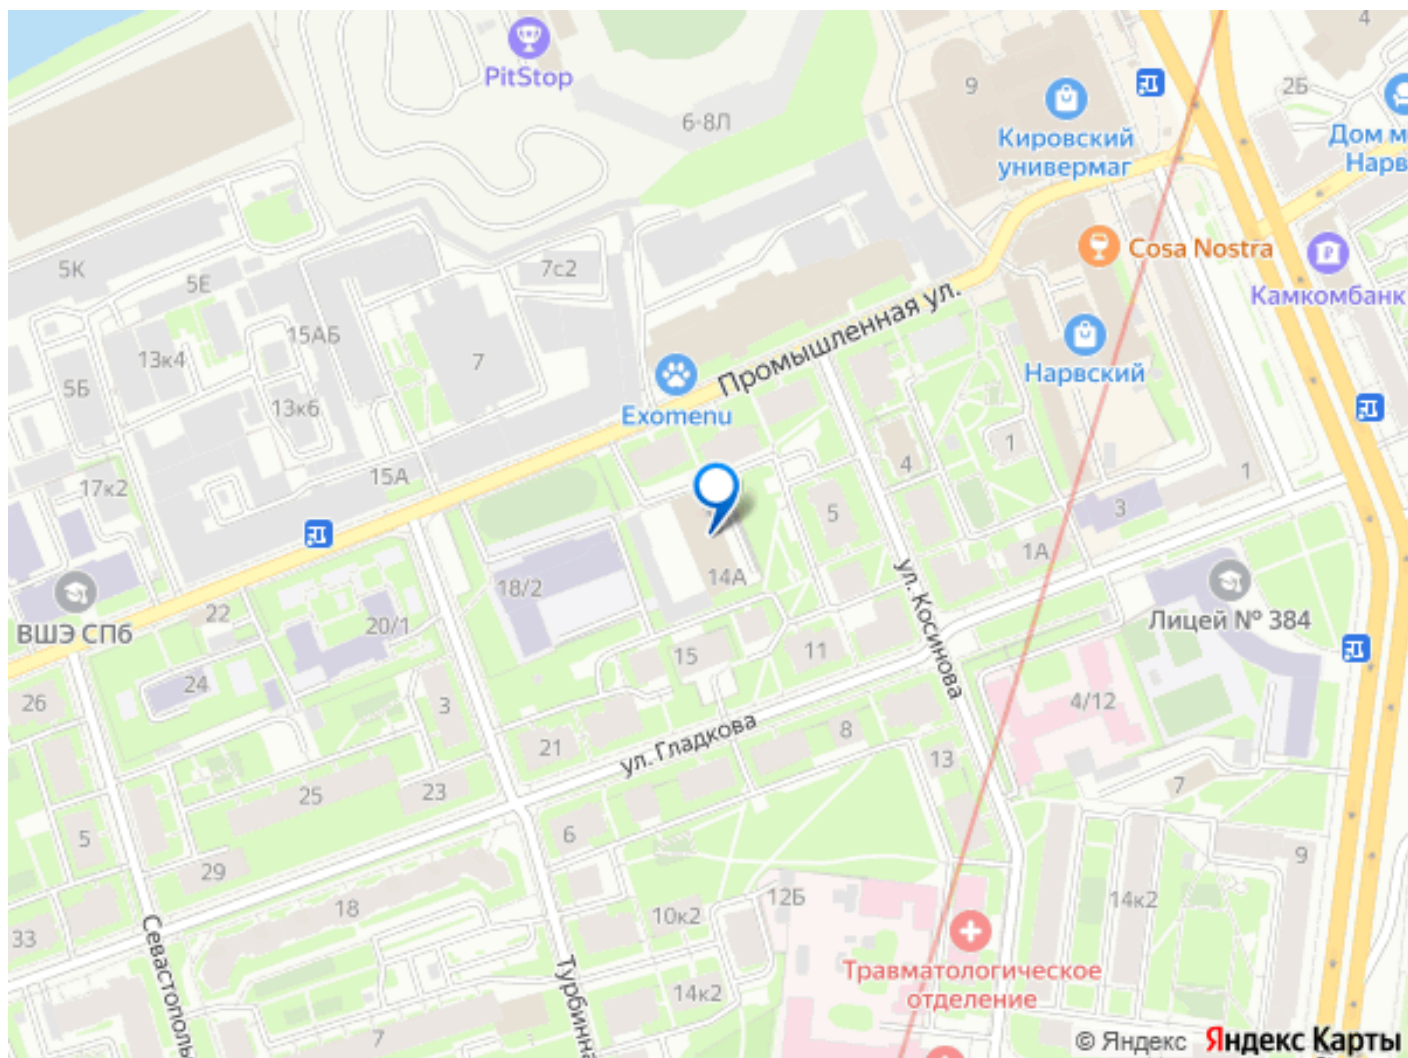 4
PitStop
9
2Б
6-8Л
Кировский
универмаг
Дом м
Нарв
5К
7с2
5Е
Cosa Nostra
Камкомбанк
15АБ
13к4
7
Промышленная ул.
5Б
13к6
Нарвский
Exomenu
1
4
15А
1
17к2
5
3
1А
18/2
14А
ул. Косинова
ВШЭ СПб
22
20/1
Лицей № 384
24
15
11
26
3
4/12
21
ул. Гладкова
8
13
25
23
7
5
6
29
9
18
12Б
14к2
10к2
33
Севастополь
Турбинна
Травматологическое
отделение
14к2
7
© Яндекс Яндекс Карты